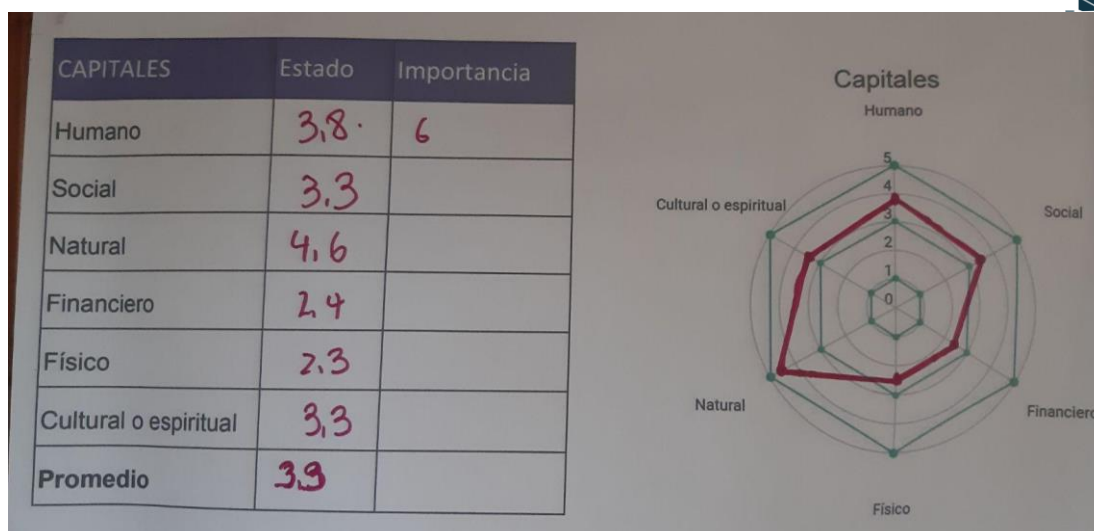 CAPITALES Estado Importancia
Humano 3,8. 6
Social 3.3
Natural 4,6
Financiero 2,4
Físico 2.3
Cultural o espiritual 3,3
Promedio 3.3
Capitales
Humano
5
4
3
2
1
0
Cultural o espiritual
Social
Natural
Financiero
Físico